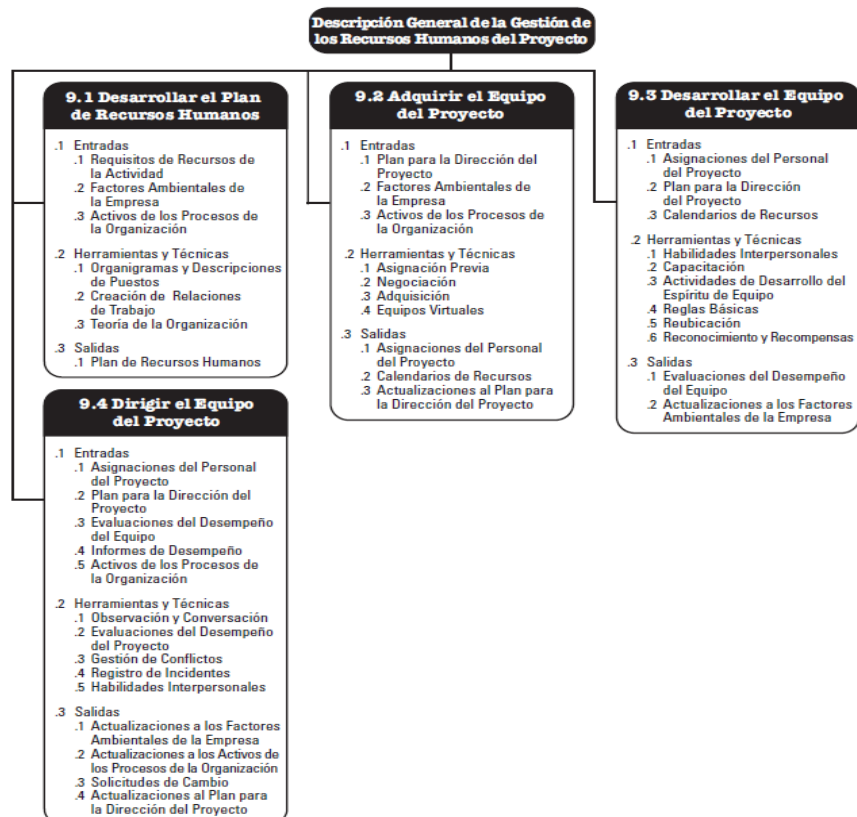 Descripción General de la Gestión de
los Recursos Humanos del Proyecto
9.1 Desarrollar el Plan
de Recursos Humanos
.1 Entradas
.1 Requisitos de Recursos de
la Actividad
.2 Factores Ambientales de
la Empresa
.3 Activos de los Procesos de
la Organización
.2 Herramientas y Técnicas
.1 Organigramas y Descripciones
de Puestos
.2 Creación de Relaciones
de Trabajo
.3 Teoría de la Organización
.3 Salidas
.1 Plan de Recursos Humanos
9.2 Adquirir el Equipo
del Proyecto
.1 Entradas
.1 Plan para la Dirección del
Proyecto
.2 Factores Ambientales de
la Empresa
.3 Activos de los Procesos de
la Organización
.2 Herramientas y Técnicas
.1 Asignación Previa
.2 Negociación
.3 Adquisición
.4 Equipos Virtuales
.3 Salidas
.1 Asignaciones del Personal
del Proyecto
.2 Calendarios de Recursos
.3 Actualizaciones al Plan para
la Dirección del Proyecto
9.3 Desarrollar el Equipo
del Proyecto
.1 Entradas
.1 Asignaciones del Personal
del Proyecto
.2 Plan para la Dirección
del Proyecto
.3 Calendarios de Recursos
.2 Herramientas y Técnicas
.1 Habilidades Interpersonales
.2 Capacitación
.3 Actividades de Desarrollo del
Espíritu de Equipo
.4 Reglas Básicas
.5 Reubicación
.6 Reconocimiento y Recompensas
.3 Salidas
.1 Evaluaciones del Desempeño
del Equipo
.2 Actualizaciones a los Factores
Ambientales de la Empresa
9.4 Dirigir el Equipo
del Proyecto
.1 Entradas
.1 Asignaciones del Personal
del Proyecto
.2 Plan para la Dirección del
Proyecto
.3 Evaluaciones del Desempeño
del Equipo
.4 Informes de Desempeño
.5 Activos de los Procesos de
la Organización
.2 Herramientas y Técnicas
.1 Observación y Conversación
.2 Evaluaciones del Desempeño
del Proyecto
.3 Gestión de Conflictos
.4 Registro de Incidentes
.5 Habilidades Interpersonales
.3 Salidas
.1 Actualizaciones a los Factores
Ambientales de la Empresa
.2 Actualizaciones a los Activos de
los Procesos de la Organización
.3 Solicitudes de Cambio
.4 Actualizaciones al Plan para
la Dirección del Proyecto